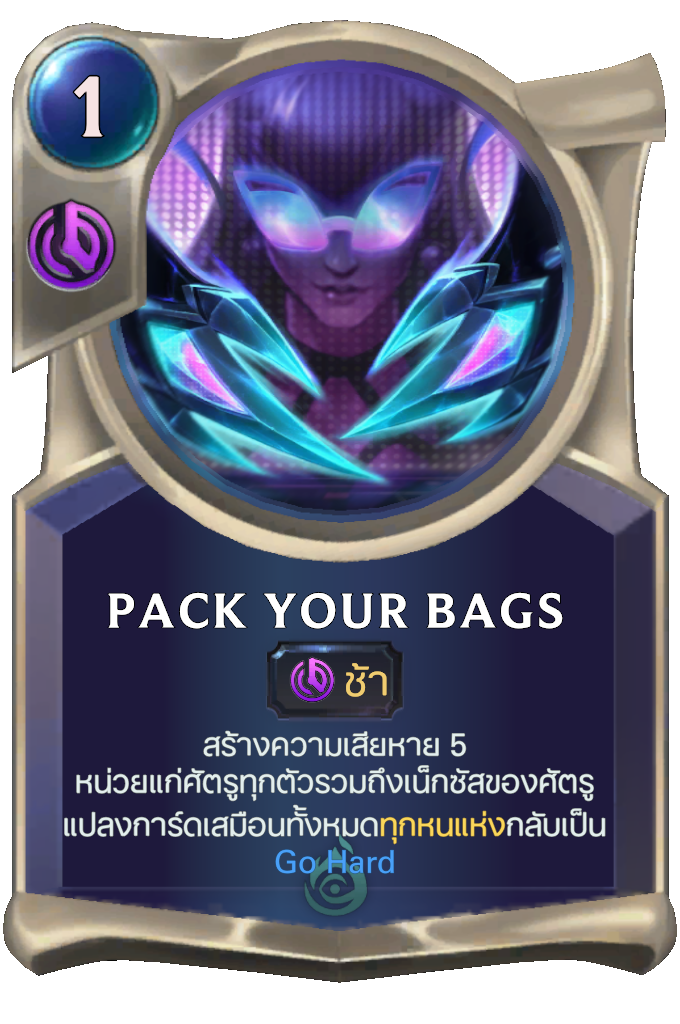 1
PACK YOUR BAGS
ช้า
สร้างความเสียหาย 5
หน่วยแก่ศัตรูทุกตัวรวมถึงเน็กซัสของศัตรู
แปลงการ์ดเสมือนทั้งหมดทุกหนแห่งกลับเป็น
Go Hard